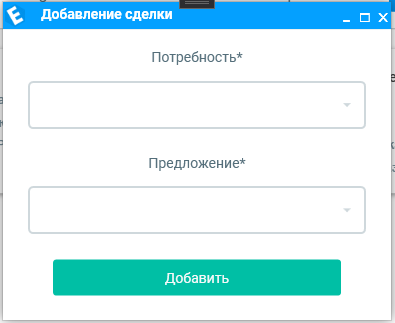 Добавление сделки
Потребность*
Предложение*
Добавить